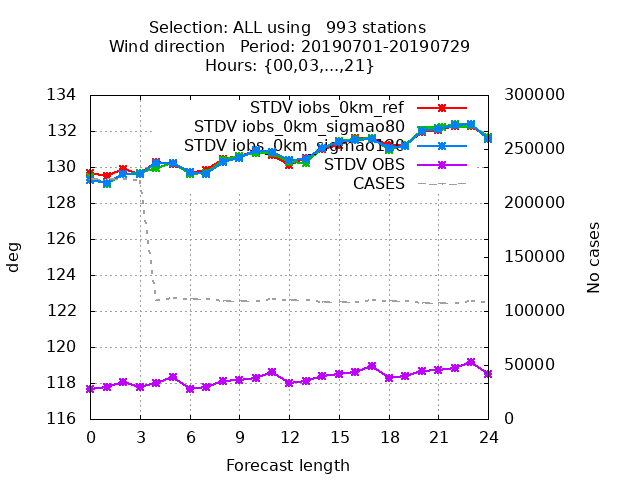 Selection: ALL using   993 stations
Wind direction   Period: 20190701-20190729
Hours: {00,03,...,21}
134 300000
STDV iobs_0km_ref
132 STDV iobs_0km_sigmao80
STDV iobs_0km_sigmao120 250000
130 STDV OBS
CASES
128 200000
126
deg No cases
124 150000
122 100000
120
118 50000
116 0
0 3 6 9 12 15 18 21 24
Forecast length